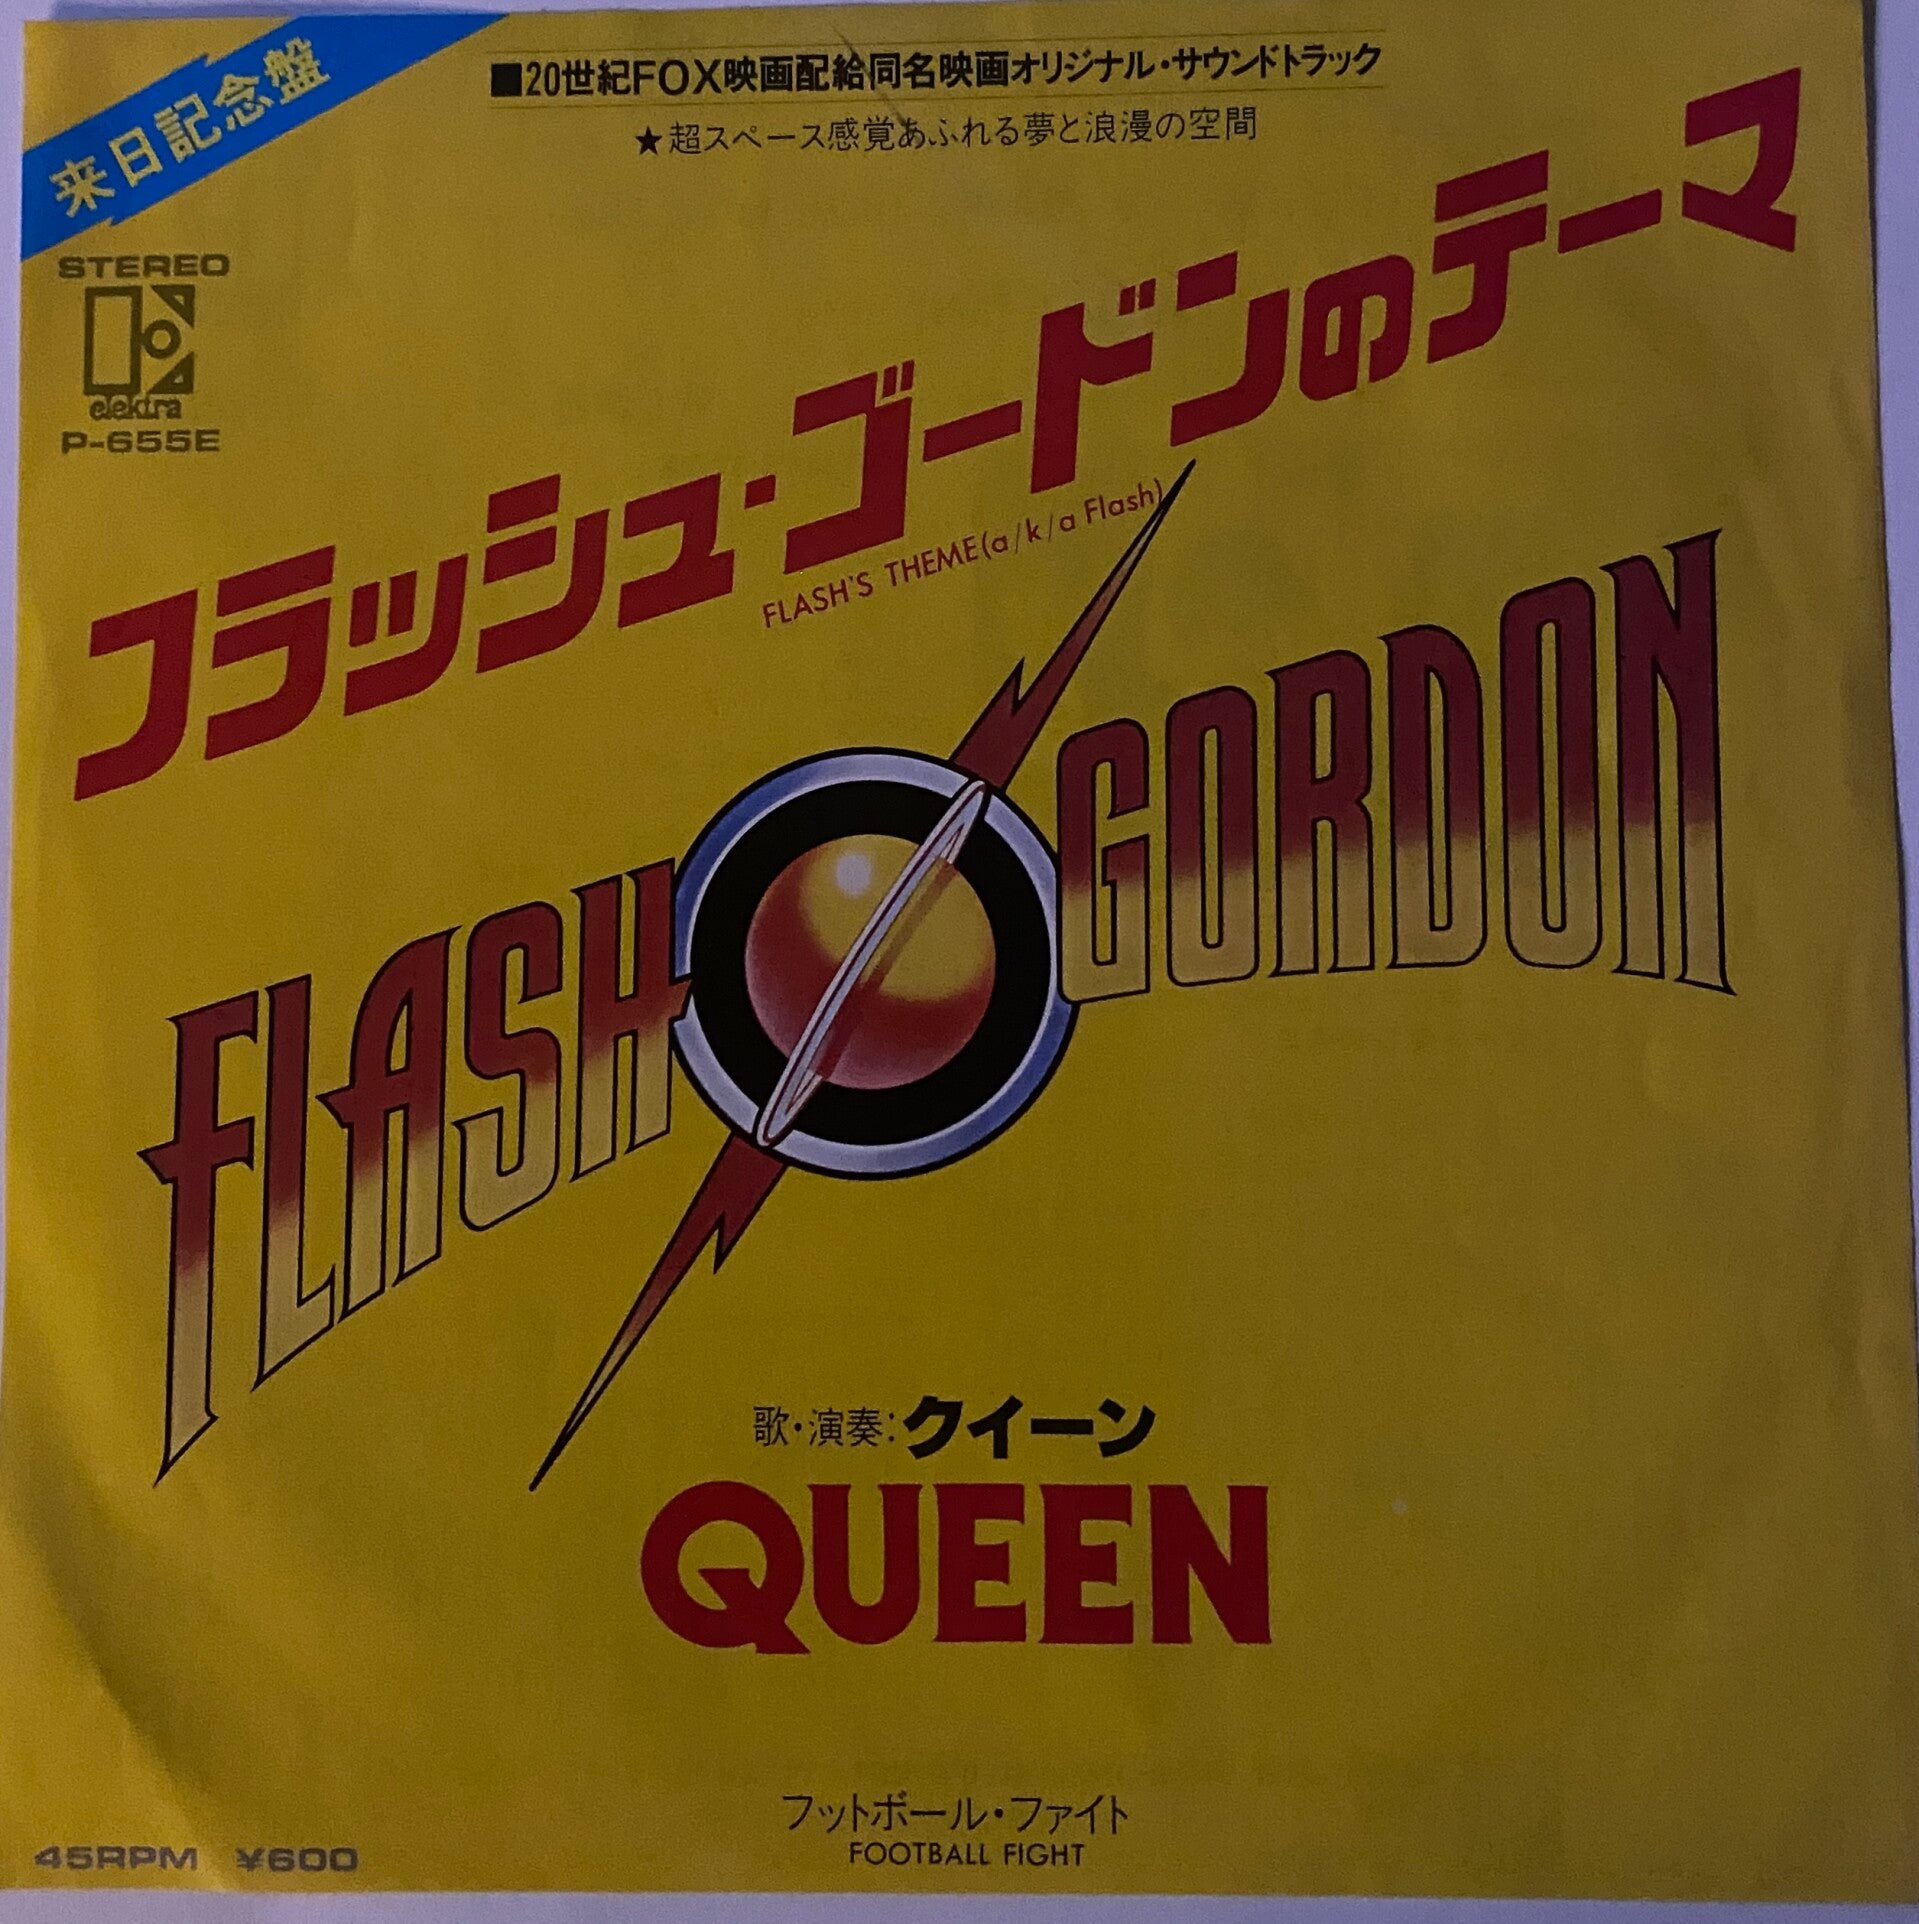 来日記念盤
■20世紀FOX映画配給同名映画オリジナル・サウンドトラック
★超スペース感覚あふれる夢と浪漫の空間
STEREO
elektra
P-655E
フラッシュ・ゴードンのテーマ
FLASH'S THEME(a/k/a Flash)
FLASH GORDON
歌・演奏:クイーン
QUEEN
フットボール・ファイト
FOOTBALL FIGHT
45RPM ¥600